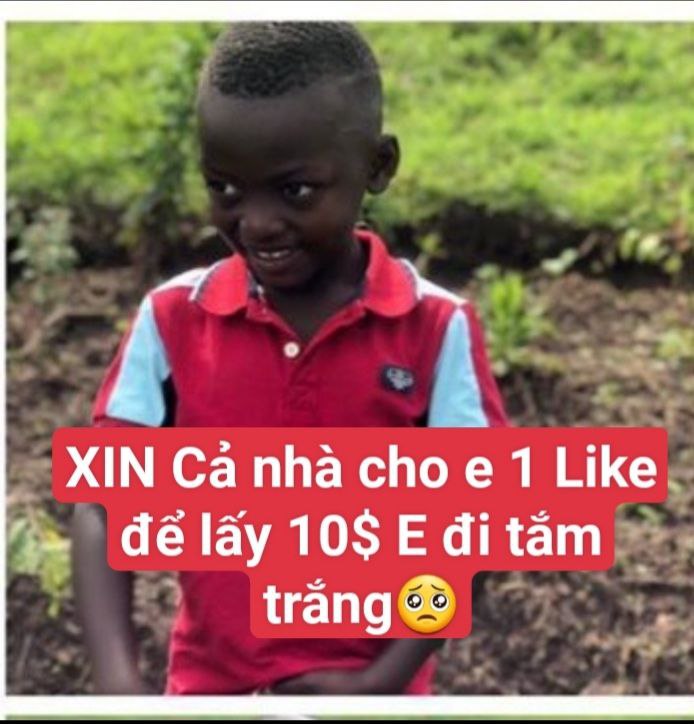 XIN Cả nhà cho e 1 Like
để lấy 10$ E đi tắm
trắng🥺